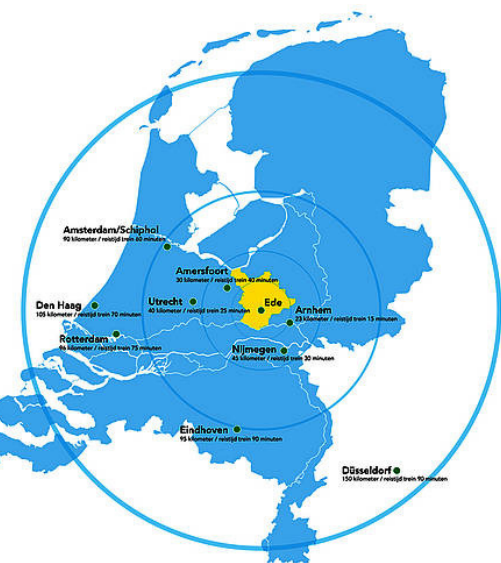 Amsterdam/Schiphol
90 kilometer / reistijd trein 60 minuten
Amersfoort
30 kilometer / reistijd trein 40 minuten
Den Haag
105 kilometer / reistijd trein 70 minuten
Utrecht
40 kilometer / reistijd trein 25 minuten
Ede
Arnhem
23 kilometer / reistijd trein 15 minuten
Rotterdam
96 kilometer / reistijd trein 75 minuten
Nijmegen
45 kilometer / reistijd trein 30 minuten
Eindhoven
95 kilometer / reistijd trein 90 minuten
Düsseldorf
150 kilometer / reistijd trein 90 minuten